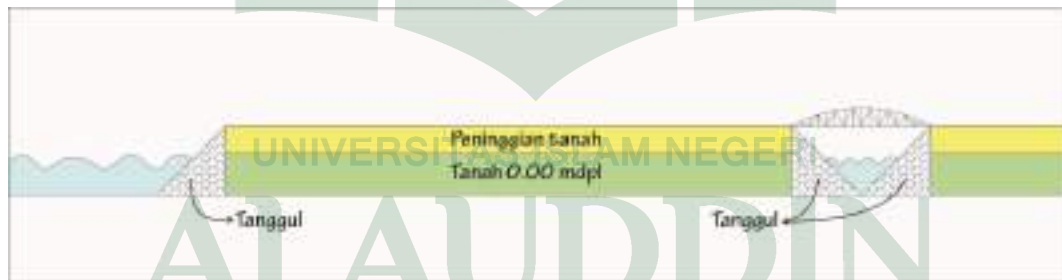 Peninggian tanah
UNIVERSITAS ISLAM NEGERI
Tanah 0.00 mdpl
Tanggul
Tanggul
ALAUDDIN